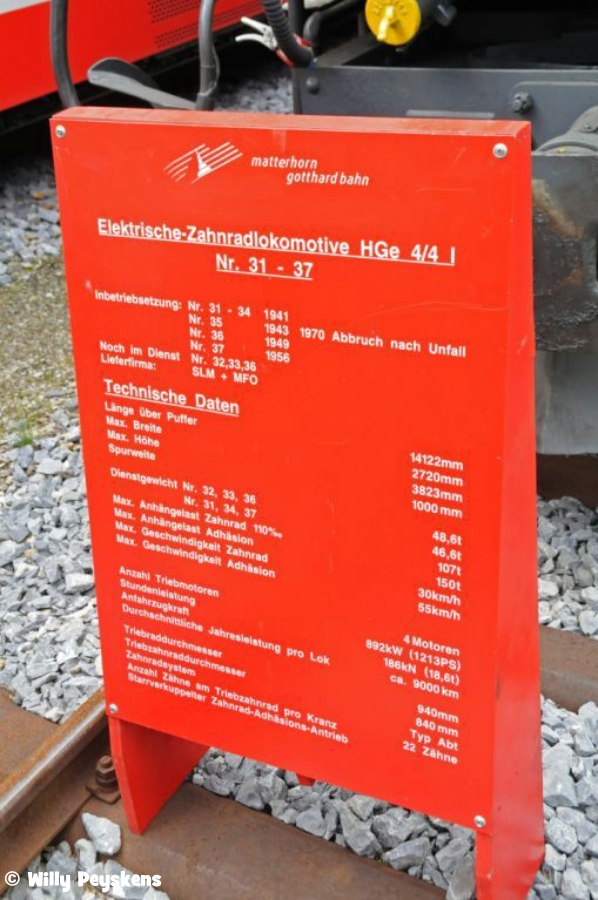 matterhorn
gotthard bahn
Elektrische-Zahnradlokomotive HGe 4/4 I
Nr. 31 - 37
Inbetriebsetzung: Nr. 31 - 34 1941
Nr. 35 1943 1970 Abbruch nach Unfall
Nr. 36 1949
Nr. 37 1956
Noch im Dienst Nr. 32,33,36
Lieferfirma: SLM + MFO
Technische Daten
Länge über Puffer 14122mm
Max. Breite 2720mm
Max. Höhe 3823mm
Spurweite 1000mm
Dienstgewicht Nr. 32, 33, 36 48,6t
Nr. 31, 34, 37 46,6t
Max. Anhängelast Zahnrad 110‰ 107t
Max. Anhängelast Adhäsion 150t
Max. Geschwindigkeit Zahnrad 30km/h
Max. Geschwindigkeit Adhäsion 55km/h
Anzahl Triebmotoren 4 Motoren
Stundenleistung 892kW (1213PS)
Anfahrzugkraft 186kN (18,6t)
Durchschnittliche Jahresleistung pro Lok ca. 9000km
Triebraddurchmesser 940mm
Triebzahnraddurchmesser 840mm
Zahnradsystem Typ Abt
Anzahl Zähne am Triebzahnrad pro Kranz 22 Zähne
Starrverkuppelter Zahnrad-Adhäsions-Antrieb
© Willy Peyskens